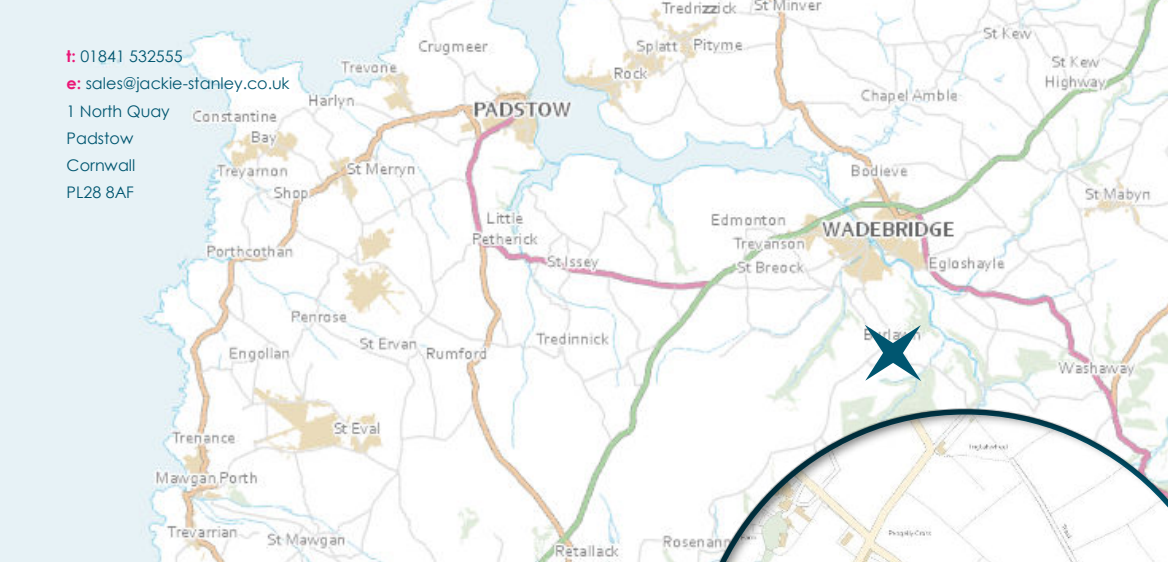 t: 01841 532555
e: sales@jackie-stanley.co.uk
1 North Quay
Padstow
Cornwall
PL28 8AF
Tredrizzick
St Minver
Crugmeer
Splatt
Pityme
St Kew
Trevone
Rock
St Kew
Highway
Harlyn
Chapel Amble
Constantine
Bay
PADSTOW
Treyarnon
St Merryn
Bodieve
Shop
St Mabyn
Little
Petherick
Edmonton
WADEBRIDGE
Trevanson
Porthcothan
St Issey
St Breock
Egloshayle
Penrose
Burlawn
St Ervan
Rumford
Tredinnick
Engollan
Washaway
St Eval
Trenance
Mawgan Porth
Trevarrian
St Mawgan
Retallack
Rosenann
Pengelly Cross